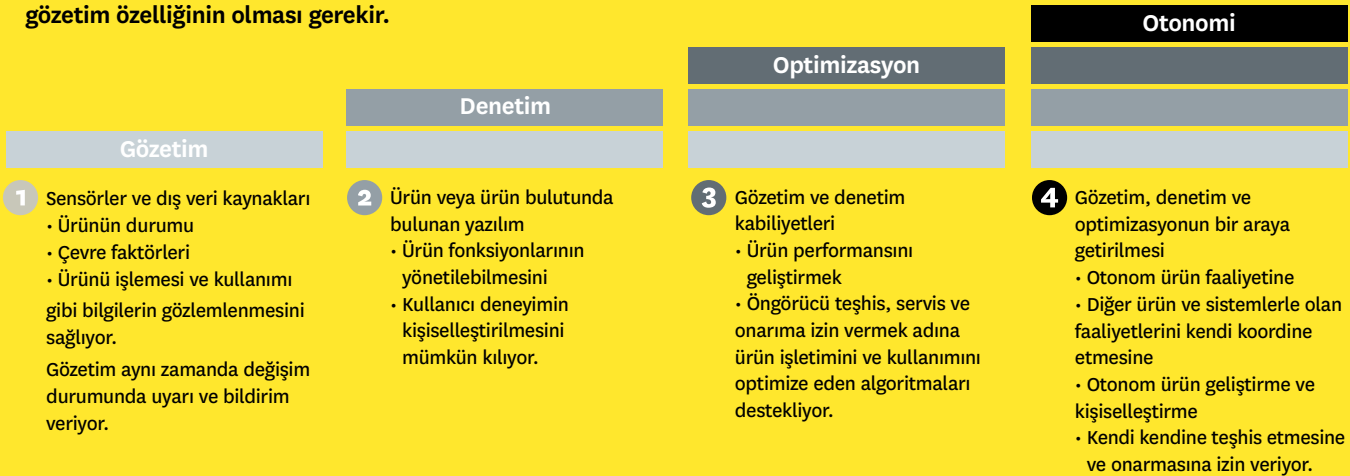 gözetim özelliğinin olması gerekir.
Otonomi
Optimizasyon
Denetim
Gözetim
1 Sensörler ve dış veri kaynakları
• Ürünün durumu
• Çevre faktörleri
• Ürünü işlemesi ve kullanımı
gibi bilgilerin gözlemlenmesini
sağlıyor.
Gözetim aynı zamanda değişim
durumunda uyarı ve bildirim
veriyor.
2 Ürün veya ürün bulutunda
bulunan yazılım
• Ürün fonksiyonlarının
yönetilebilmesini
• Kullanıcı deneyimin
kişiselleştirilmesini
mümkün kılıyor.
3 Gözetim ve denetim
kabiliyetleri
• Ürün performansını
geliştirmek
• Öngörücü teşhis, servis ve
onarıma izin vermek adına
ürün işletimini ve kullanımını
optimize eden algoritmaları
destekliyor.
4 Gözetim, denetim ve
optimizasyonun bir araya
getirilmesi
• Otonom ürün faaliyetine
• Diğer ürün ve sistemlerle olan
faaliyetlerini kendi koordine
etmesine
• Otonom ürün geliştirme ve
kişiselleştirme
• Kendi kendine teşhis etmesine
ve onarmasına izin veriyor.